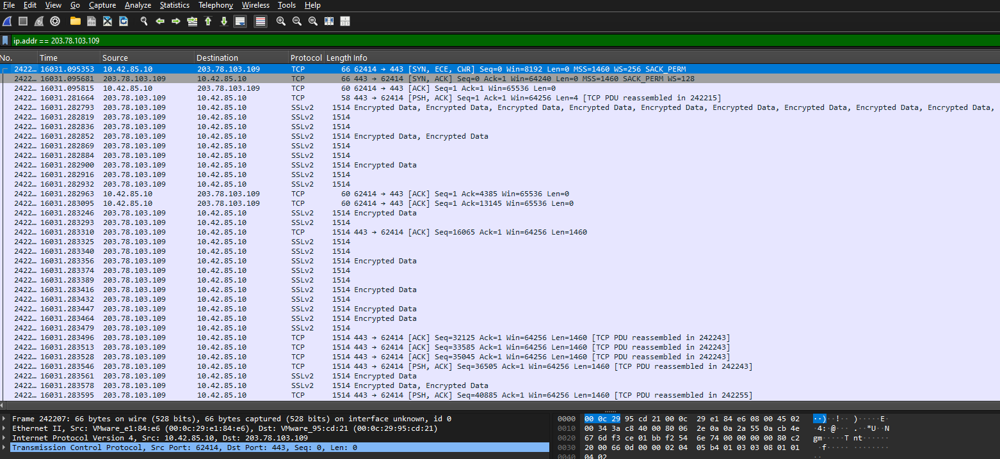 File Edit View Go Capture Analyze Statistics Telephony Wireless Tools Help
ip.addr == 203.78.103.109
No. Time Source Destination Protocol Length Info
2422… 16031.095353 10.42.85.10 203.78.103.109 TCP 66 62414 → 443 [SYN, ECE, CWR] Seq=0 Win=8192 Len=0 MSS=1460 WS=256 SACK_PERM
2422… 16031.095681 203.78.103.109 10.42.85.10 TCP 66 443 → 62414 [SYN, ACK] Seq=0 Ack=1 Win=64240 Len=0 MSS=1460 SACK_PERM WS=128
2422… 16031.095815 10.42.85.10 203.78.103.109 TCP 60 62414 → 443 [ACK] Seq=1 Ack=1 Win=65536 Len=0
2422… 16031.281664 203.78.103.109 10.42.85.10 TCP 58 443 → 62414 [PSH, ACK] Seq=1 Ack=1 Win=64256 Len=4 [TCP PDU reassembled in 242215]
2422… 16031.282793 203.78.103.109 10.42.85.10 SSLv2 1514 Encrypted Data, Encrypted Data, Encrypted Data, Encrypted Data, Encrypted Data, Encrypted Data, Encrypted Data, Encrypted Data, Encrypted Data,
2422… 16031.282819 203.78.103.109 10.42.85.10 SSLv2 1514
2422… 16031.282836 203.78.103.109 10.42.85.10 SSLv2 1514
2422… 16031.282852 203.78.103.109 10.42.85.10 SSLv2 1514 Encrypted Data, Encrypted Data
2422… 16031.282869 203.78.103.109 10.42.85.10 SSLv2 1514
2422… 16031.282884 203.78.103.109 10.42.85.10 SSLv2 1514
2422… 16031.282900 203.78.103.109 10.42.85.10 SSLv2 1514 Encrypted Data
2422… 16031.282916 203.78.103.109 10.42.85.10 SSLv2 1514
2422… 16031.282932 203.78.103.109 10.42.85.10 SSLv2 1514
2422… 16031.282963 10.42.85.10 203.78.103.109 TCP 60 62414 → 443 [ACK] Seq=1 Ack=4385 Win=65536 Len=0
2422… 16031.283095 10.42.85.10 203.78.103.109 TCP 60 62414 → 443 [ACK] Seq=1 Ack=13145 Win=65536 Len=0
2422… 16031.283246 203.78.103.109 10.42.85.10 SSLv2 1514 Encrypted Data
2422… 16031.283293 203.78.103.109 10.42.85.10 SSLv2 1514
2422… 16031.283310 203.78.103.109 10.42.85.10 TCP 1514 443 → 62414 [ACK] Seq=16065 Ack=1 Win=64256 Len=1460
2422… 16031.283325 203.78.103.109 10.42.85.10 SSLv2 1514
2422… 16031.283340 203.78.103.109 10.42.85.10 SSLv2 1514
2422… 16031.283356 203.78.103.109 10.42.85.10 SSLv2 1514 Encrypted Data
2422… 16031.283374 203.78.103.109 10.42.85.10 SSLv2 1514
2422… 16031.283389 203.78.103.109 10.42.85.10 SSLv2 1514
2422… 16031.283416 203.78.103.109 10.42.85.10 SSLv2 1514 Encrypted Data
2422… 16031.283432 203.78.103.109 10.42.85.10 SSLv2 1514
2422… 16031.283447 203.78.103.109 10.42.85.10 SSLv2 1514 Encrypted Data
2422… 16031.283464 203.78.103.109 10.42.85.10 SSLv2 1514 Encrypted Data
2422… 16031.283479 203.78.103.109 10.42.85.10 SSLv2 1514
2422… 16031.283496 203.78.103.109 10.42.85.10 TCP 1514 443 → 62414 [ACK] Seq=32125 Ack=1 Win=64256 Len=1460 [TCP PDU reassembled in 242243]
2422… 16031.283513 203.78.103.109 10.42.85.10 TCP 1514 443 → 62414 [ACK] Seq=33585 Ack=1 Win=64256 Len=1460 [TCP PDU reassembled in 242243]
2422… 16031.283528 203.78.103.109 10.42.85.10 TCP 1514 443 → 62414 [ACK] Seq=35045 Ack=1 Win=64256 Len=1460 [TCP PDU reassembled in 242243]
2422… 16031.283546 203.78.103.109 10.42.85.10 TCP 1514 443 → 62414 [PSH, ACK] Seq=36505 Ack=1 Win=64256 Len=1460 [TCP PDU reassembled in 242243]
2422… 16031.283561 203.78.103.109 10.42.85.10 SSLv2 1514 Encrypted Data
2422… 16031.283578 203.78.103.109 10.42.85.10 SSLv2 1514 Encrypted Data, Encrypted Data
2422… 16031.283595 203.78.103.109 10.42.85.10 TCP 1514 443 → 62414 [PSH, ACK] Seq=40885 Ack=1 Win=64256 Len=1460 [TCP PDU reassembled in 242255]
Frame 242207: 66 bytes on wire (528 bits), 66 bytes captured (528 bits) on interface unknown, id 0
Ethernet II, Src: VMware_e1:84:e6 (00:0c:29:e1:84:e6), Dst: VMware_95:cd:21 (00:0c:29:95:cd:21)
Internet Protocol Version 4, Src: 10.42.85.10, Dst: 203.78.103.109
Transmission Control Protocol, Src Port: 62414, Dst Port: 443, Seq: 0, Len: 0
0000 00 0c 29 95 cd 21 00 0c 29 e1 84 e6 08 00 45 02 ··)··!·· )·····E·
0010 00 34 3a c8 40 00 80 06 2e 0a 0a 2a 55 0a cb 4e ·4:·@··· .··*U··N
0020 67 6d f3 ce 01 bb f2 54 6e 74 00 00 00 00 80 c2 gm·····T nt······
0030 20 00 66 0d 00 00 02 04 05 b4 01 03 03 08 01 01 ·f····· ········
0040 04 02 ··